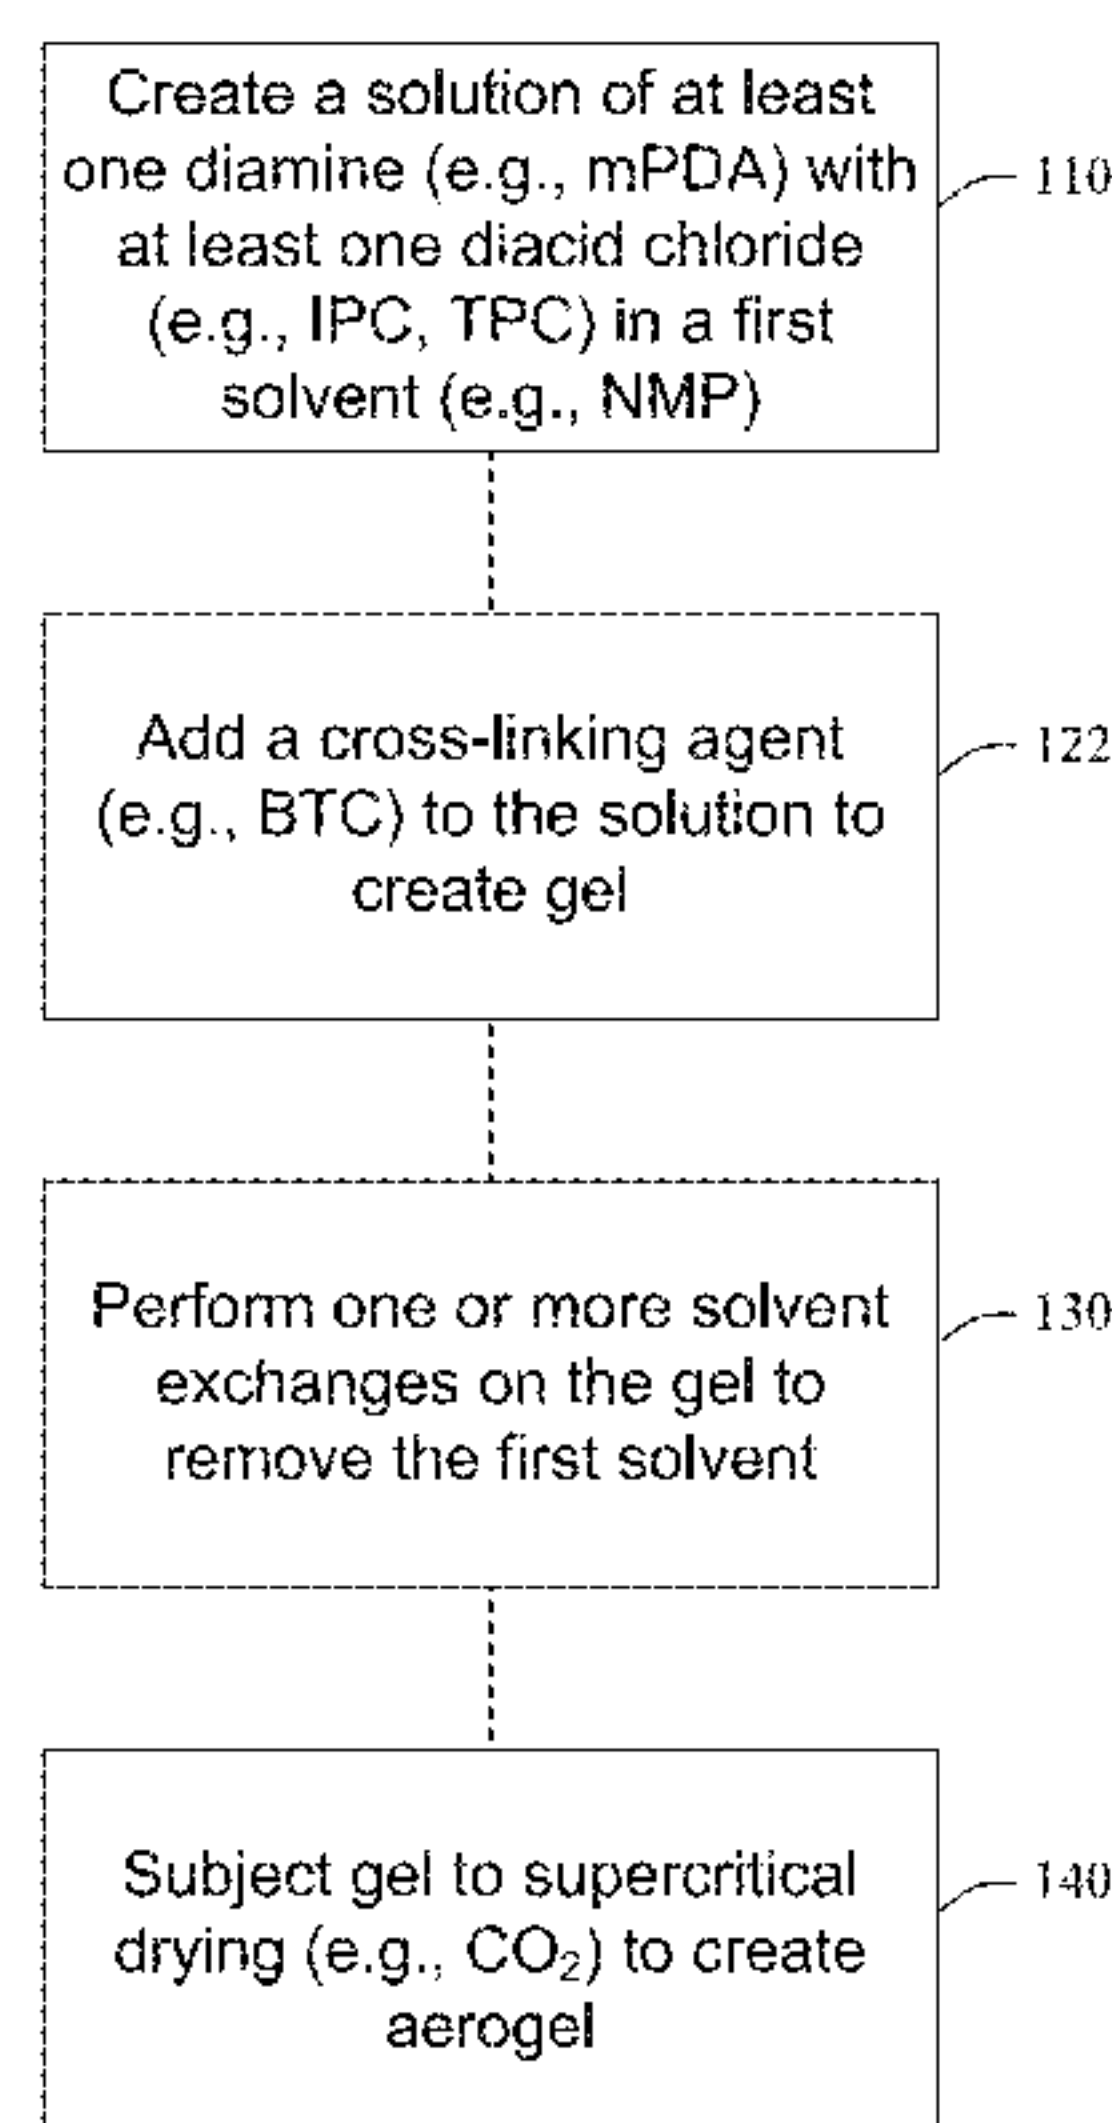 Create a solution of at least
one diamine (e.g., mPDA) with
at least one diacid chloride
(e.g., IPC, TPC) in a first
solvent (e.g., NMP)
110
Add a cross-linking agent
(e.g., BTC) to the solution to
create gel
122
Perform one or more solvent
exchanges on the gel to
remove the first solvent
130
Subject gel to supercritical
drying (e.g., CO₂) to create
aerogel
140